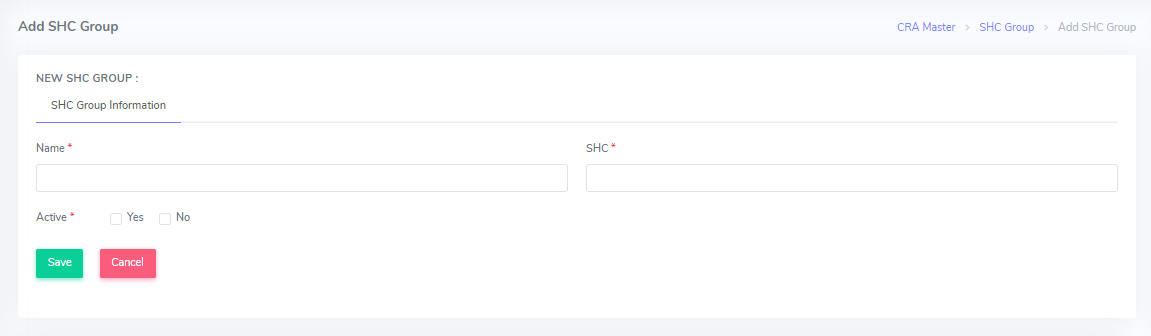 Add SHC Group
CRA Master > SHC Group > Add SHC Group
NEW SHC GROUP :
SHC Group Information
Name * SHC *
Active * Yes No
Save Cancel